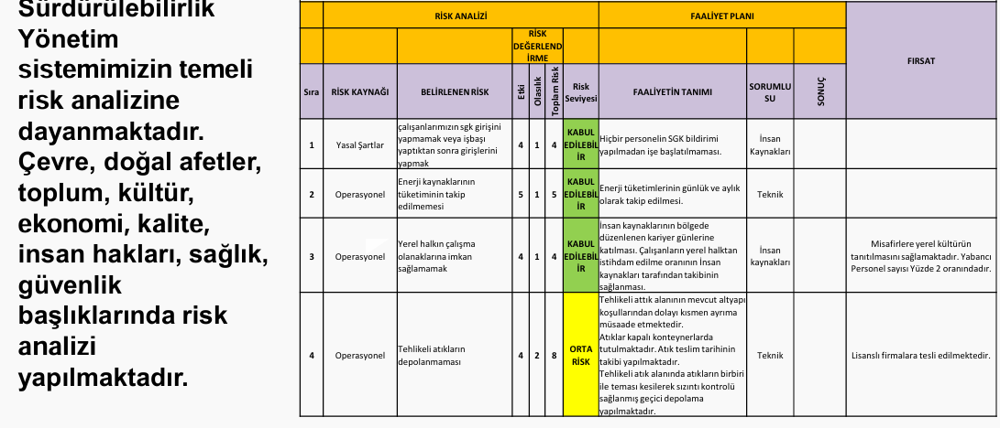 Sürdürülebilirlik
Yönetim
sistemimizin temeli
risk analizine
dayanmaktadır.
Çevre, doğal afetler,
toplum, kültür,
ekonomi, kalite,
insan hakları, sağlık,
güvenlik
başlıklarında risk
analizi
yapılmaktadır.
RİSK ANALİZİ
FAALİYET PLANI
FIRSAT
RİSK
DEĞERLEND
İRME
Sıra
RİSK KAYNAĞI
BELİRLENEN RİSK
Etki
Olasılık
Toplam Risk
Risk
Seviyesi
FAALİYETİN TANIMI
SORUMLU
SU
SONUÇ
1
Yasal Şartlar
çalışanlarımızın sgk girişini
yapmamak veya işbaşı
yaptıktan sonra girişlerini
yapmak
4
1
4
KABUL
EDİLEBİL
İR
Hiçbir personelin SGK bildirimi
yapılmadan işe başlatılmaması.
İnsan
Kaynakları
2
Operasyonel
Enerji kaynaklarının
tüketiminin takip
edilmemesi
5
1
5
KABUL
EDİLEBİL
İR
Enerji tüketimlerinin günlük ve aylık
olarak takip edilmesi.
Teknik
3
Operasyonel
Yerel halkın çalışma
olanaklarına imkan
sağlamamak
4
1
4
KABUL
EDİLEBİL
İR
İnsan kaynaklarının bölgede
düzenlenen kariyer günlerine
katılması. Çalışanların yerel halktan
istihdam edilme oranının İnsan
kaynakları tarafından takibinin
sağlanması.
İnsan
kaynakları
Misafirlere yerel kültürün
tanıtılmasını sağlamaktadır. Yabancı
Personel sayısı Yüzde 2 oranındadır.
4
Operasyonel
Tehlikeli atıkların
depolanmaması
4
2
8
ORTA
RİSK
Tehlikeli attık alanının mevcut altyapı
koşullarından dolayı kısmen ayrıma
müsaade etmektedir.
Atıklar kapalı konteynerlarda
tutulmaktadır. Atık teslim tarihinin
takibi yapılmaktadır.
Tehlikeli atık alanında atıkların birbiri
ile teması kesilerek sızıntı kontrolü
sağlanmış geçici depolama
yapılmaktadır.
Teknik
Lisanslı firmalara tesli edilmektedir.